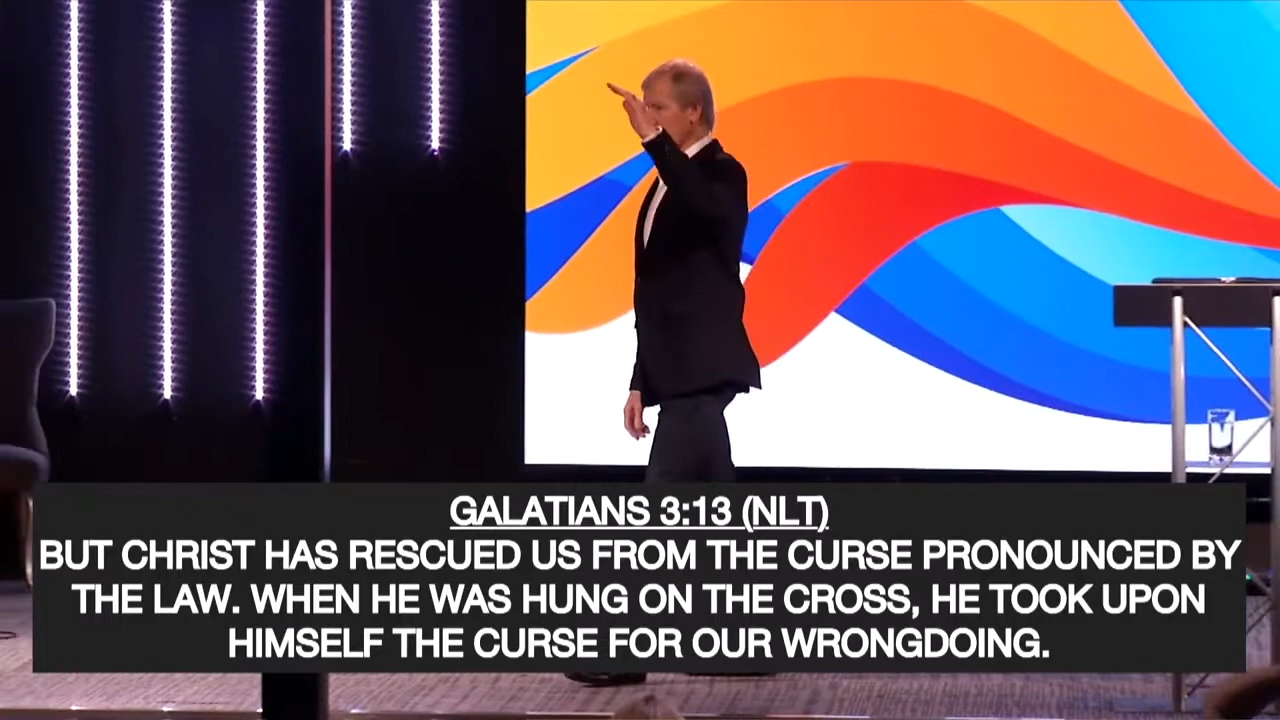 GALATIANS 3:13 (NLT)
BUT CHRIST HAS RESCUED US FROM THE CURSE PRONOUNCED BY
THE LAW. WHEN HE WAS HUNG ON THE CROSS, HE TOOK UPON
HIMSELF THE CURSE FOR OUR WRONGDOING.